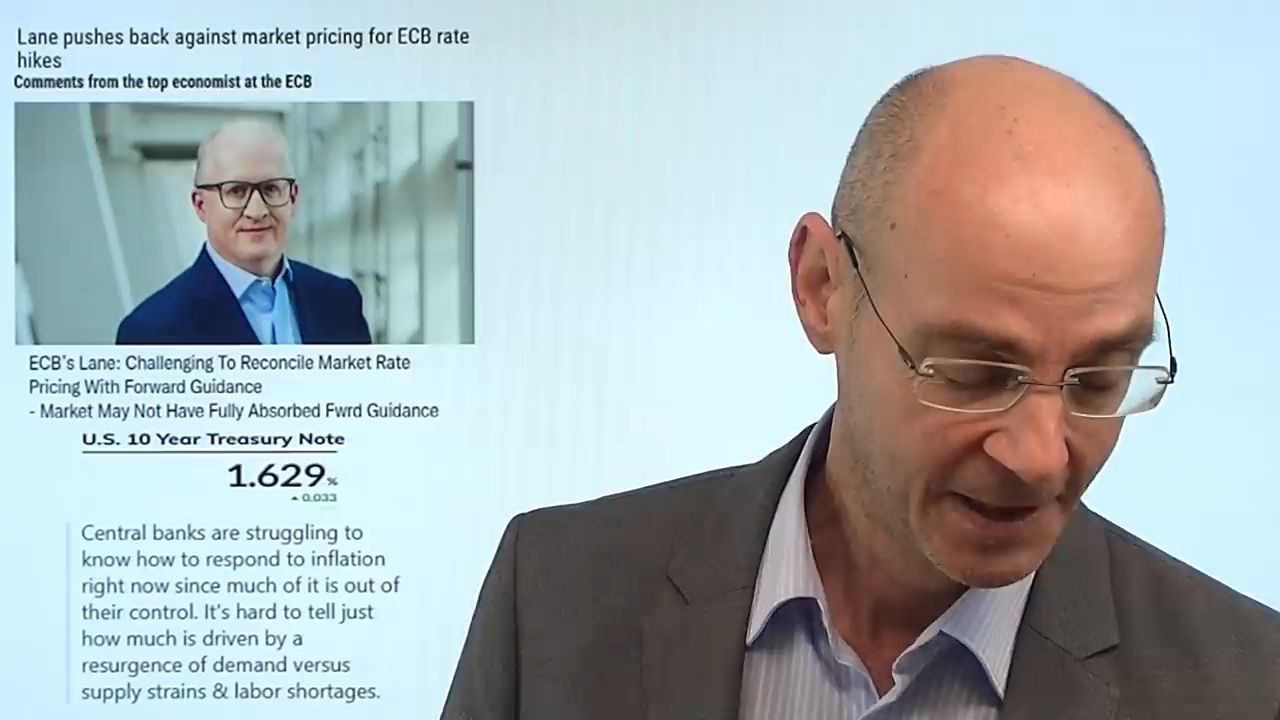 Lane pushes back against market pricing for ECB rate
hikes
Comments from the top economist at the ECB
ECB's Lane: Challenging To Reconcile Market Rate
Pricing With Forward Guidance
- Market May Not Have Fully Absorbed Fwrd Guidance
U.S. 10 Year Treasury Note
1.629%
0.033
Central banks are struggling to
know how to respond to inflation
right now since much of it is out of
their control. It's hard to tell just
how much is driven by a
resurgence of demand versus
supply strains & labor shortages.